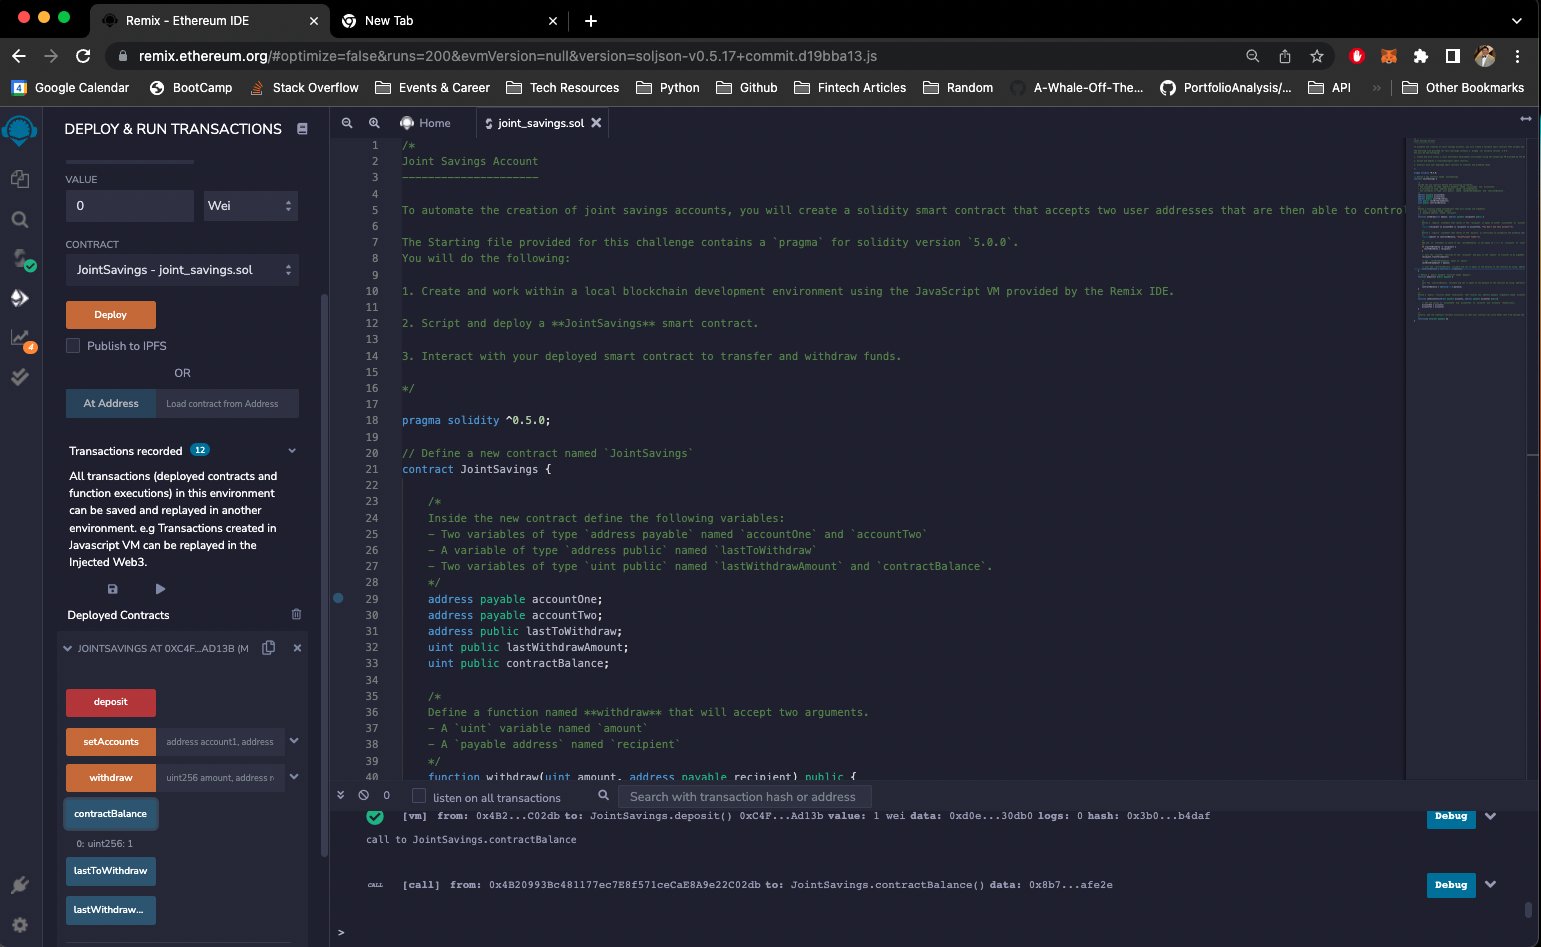 Remix - Ethereum IDE
New Tab
remix.ethereum.org/#optimize=false&runs=200&evmVersion=null&version=soljson-v0.5.17+commit.d19bba13.js
4 Google Calendar BootCamp Stack Overflow Events & Career Tech Resources Python Github Fintech Articles Random A-Whale-Off-The... PortfolioAnalysis/... API » Other Bookmarks
DEPLOY & RUN TRANSACTIONS
VALUE
0 Wei
CONTRACT
JointSavings - joint_savings.sol
Deploy
Publish to IPFS
OR
At Address Load contract from Address
4
Transactions recorded 12
All transactions (deployed contracts and
function executions) in this environment
can be saved and replayed in another
environment. e.g Transactions created in
Javascript VM can be replayed in the
Injected Web3.
Deployed Contracts
JOINTSAVINGS AT 0XC4F...AD13B (M
deposit
setAccounts address account1, address
withdraw uint256 amount, address r
contractBalance
0: uint256: 1
lastToWithdraw
lastWithdraw...
Home joint_savings.sol
1 /*
2 Joint Savings Account
3 ---------------------
4
5 To automate the creation of joint savings accounts, you will create a solidity smart contract that accepts two user addresses that are then able to contro
6
7 The Starting file provided for this challenge contains a `pragma` for solidity version `5.0.0`.
8 You will do the following:
9
10 1. Create and work within a local blockchain development environment using the JavaScript VM provided by the Remix IDE.
11
12 2. Script and deploy a **JointSavings** smart contract.
13
14 3. Interact with your deployed smart contract to transfer and withdraw funds.
15
16 */
17
18 pragma solidity ^0.5.0;
19
20 // Define a new contract named `JointSavings`
21 contract JointSavings {
22
23 /*
24 Inside the new contract define the following variables:
25 - Two variables of type `address payable` named `accountOne` and `accountTwo`
26 - A variable of type `address public` named `lastToWithdraw`
27 - Two variables of type `uint public` named `lastWithdrawAmount` and `contractBalance`.
28 */
29 address payable accountOne;
30 address payable accountTwo;
31 address public lastToWithdraw;
32 uint public lastWithdrawAmount;
33 uint public contractBalance;
34
35 /*
36 Define a function named **withdraw** that will accept two arguments.
37 - A `uint` variable named `amount`
38 - A `payable address` named `recipient`
39 */
40 function withdraw(uint amount, address payable recipient) public {
0 listen on all transactions Search with transaction hash or address
[vm] from: 0x4B2...C02db to: JointSavings.deposit() 0xC4F...Ad13b value: 1 wei data: 0xd0e...30db0 logs: 0 hash: 0x3b0...b4daf Debug
call to JointSavings.contractBalance
CALL [call] from: 0x4B20993Bc481177ec7E8f571ceCaE8A9e22C02db to: JointSavings.contractBalance() data: 0x8b7...afe2e Debug
>